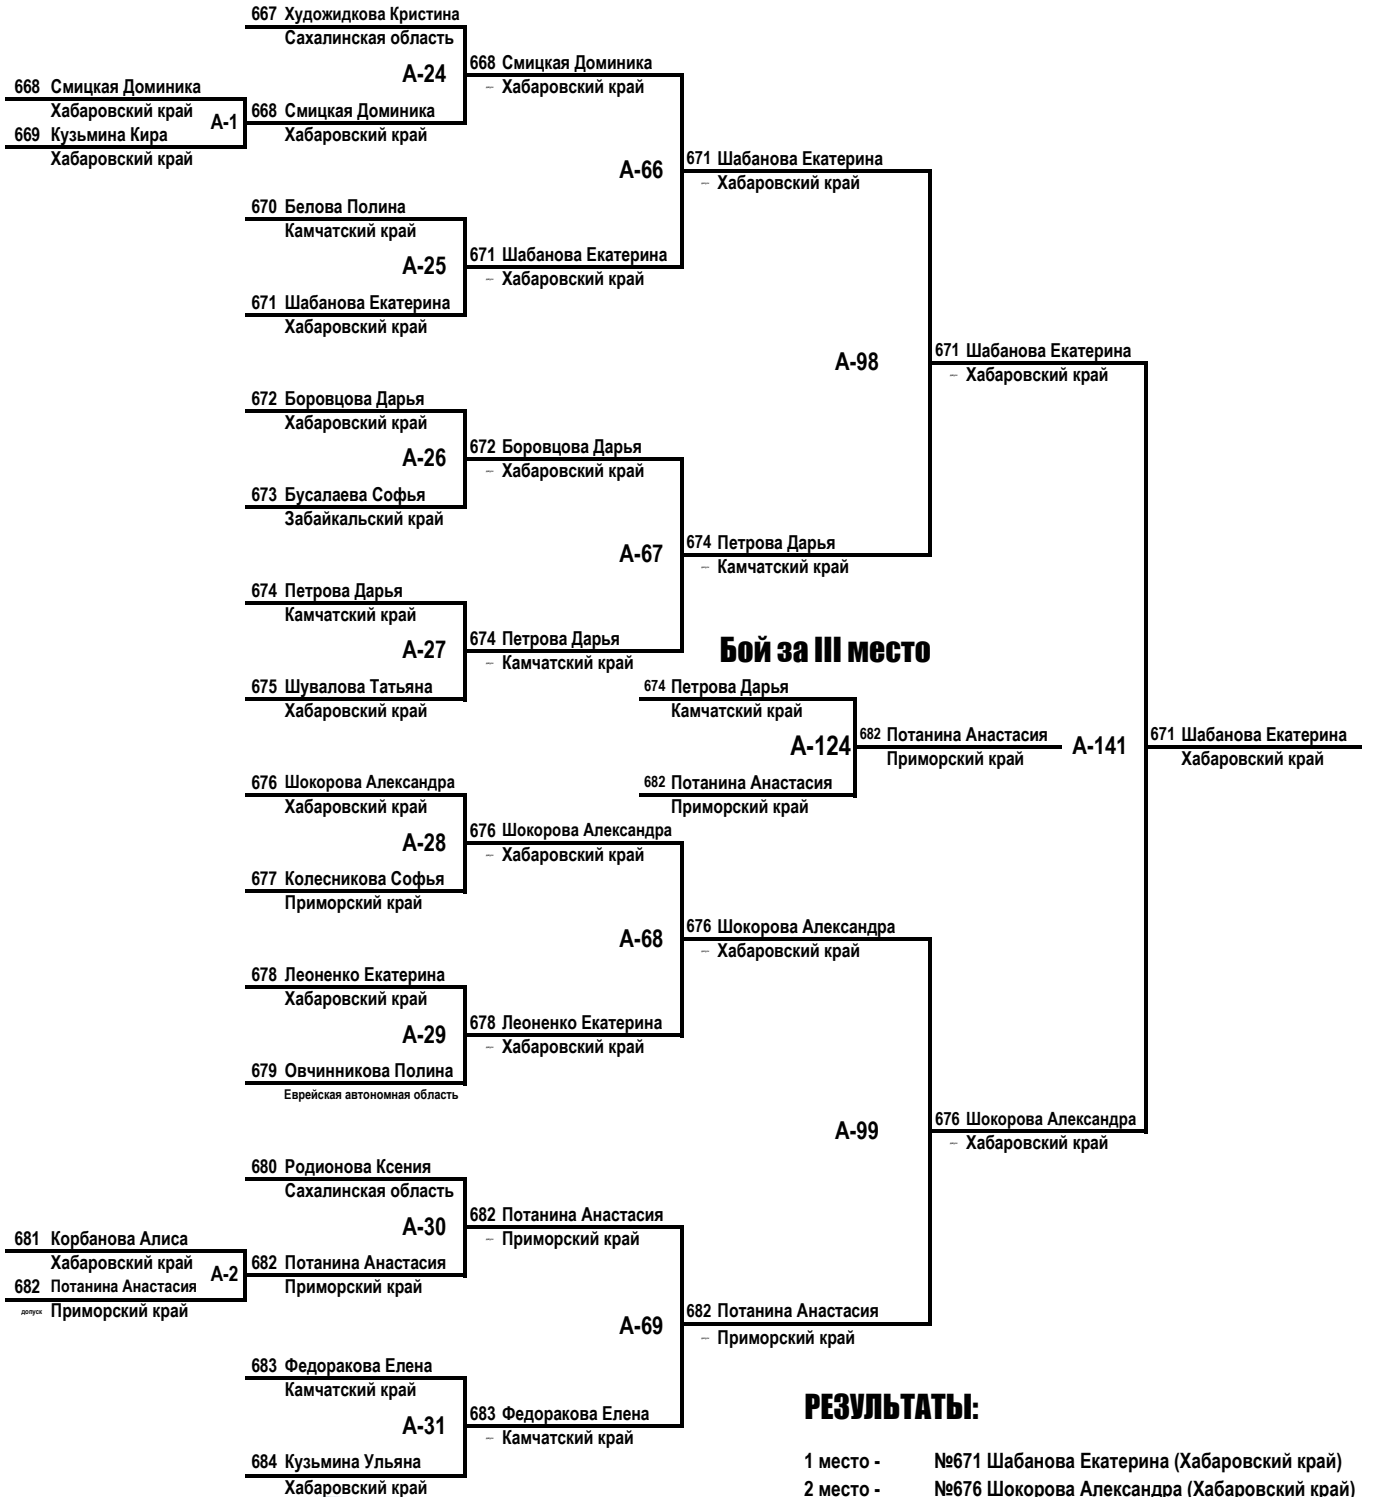 667 Художидкова Кристина
Сахалинская область
А-24
668 Смицкая Доминика
Хабаровский край
668 Смицкая Доминика
Хабаровский край
А-1
669 Кузьмина Кира
Хабаровский край
668 Смицкая Доминика
Хабаровский край
А-66
671 Шабанова Екатерина
Хабаровский край
670 Белова Полина
Камчатский край
А-25
671 Шабанова Екатерина
Хабаровский край
671 Шабанова Екатерина
Хабаровский край
А-98
671 Шабанова Екатерина
Хабаровский край
672 Боровцова Дарья
Хабаровский край
А-26
672 Боровцова Дарья
Хабаровский край
673 Бусалаева Софья
Забайкальский край
А-67
674 Петрова Дарья
Камчатский край
674 Петрова Дарья
Камчатский край
А-27
674 Петрова Дарья
Камчатский край
675 Шувалова Татьяна
Хабаровский край
Бой за III место
674 Петрова Дарья
Камчатский край
А-124
682 Потанина Анастасия
Приморский край
682 Потанина Анастасия
Приморский край
А-141
671 Шабанова Екатерина
Хабаровский край
676 Шокорова Александра
Хабаровский край
А-28
676 Шокорова Александра
Хабаровский край
677 Колесникова Софья
Приморский край
А-68
676 Шокорова Александра
Хабаровский край
678 Леоненко Екатерина
Хабаровский край
А-29
678 Леоненко Екатерина
Хабаровский край
679 Овчинникова Полина
Еврейская автономная область
А-99
676 Шокорова Александра
Хабаровский край
680 Родионова Ксения
Сахалинская область
А-30
682 Потанина Анастасия
Приморский край
681 Корбанова Алиса
Хабаровский край
А-2
682 Потанина Анастасия
допуск Приморский край
682 Потанина Анастасия
Приморский край
А-69
682 Потанина Анастасия
Приморский край
683 Федоракова Елена
Камчатский край
А-31
683 Федоракова Елена
Камчатский край
684 Кузьмина Ульяна
Хабаровский край
РЕЗУЛЬТАТЫ:
1 место - №671 Шабанова Екатерина (Хабаровский край)
2 место - №676 Шокорова Александра (Хабаровский край)